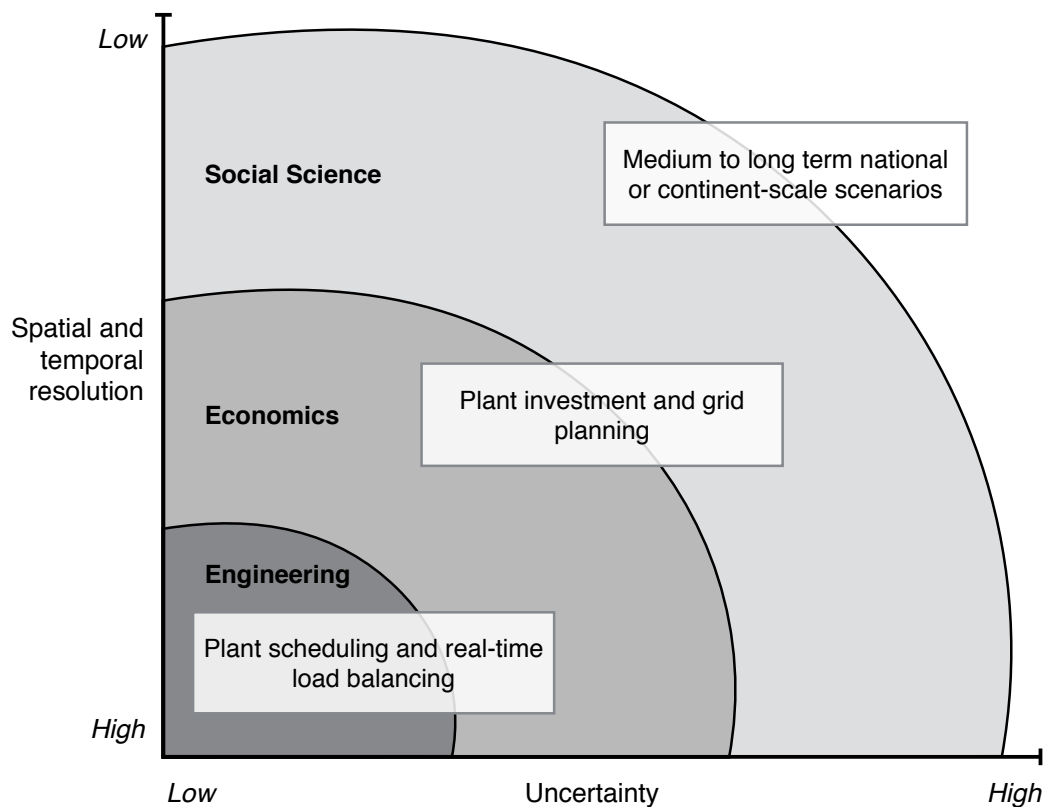 Low
Social Science
Medium to long term national
or continent-scale scenarios
Spatial and
temporal
resolution
Economics
Plant investment and grid
planning
Engineering
Plant scheduling and real-time
load balancing
High
Low
Uncertainty
High